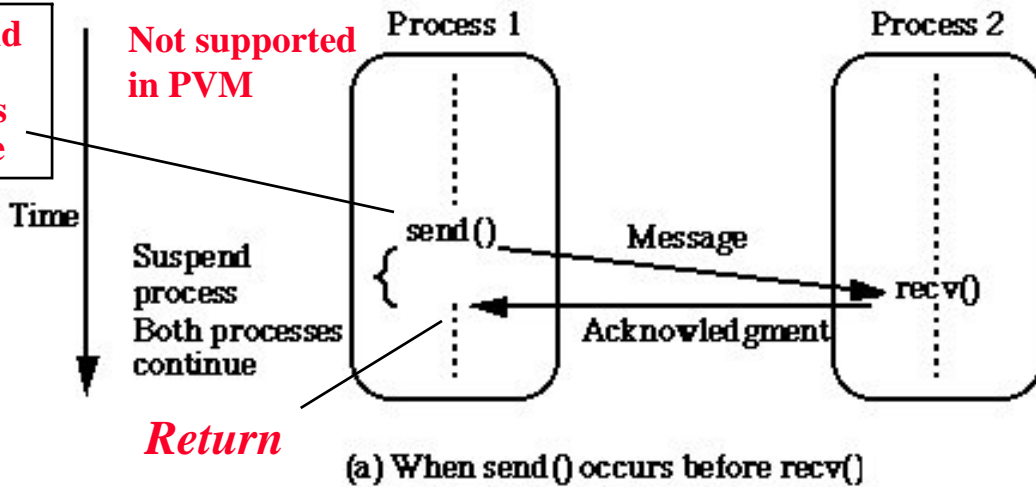 Process 1
Process 2
Not supported
in PVM
Time
send()
Message
Suspend
process
recv()
Both processes
continue
Acknowledgment
Return
(a) When send() occurs before recv()